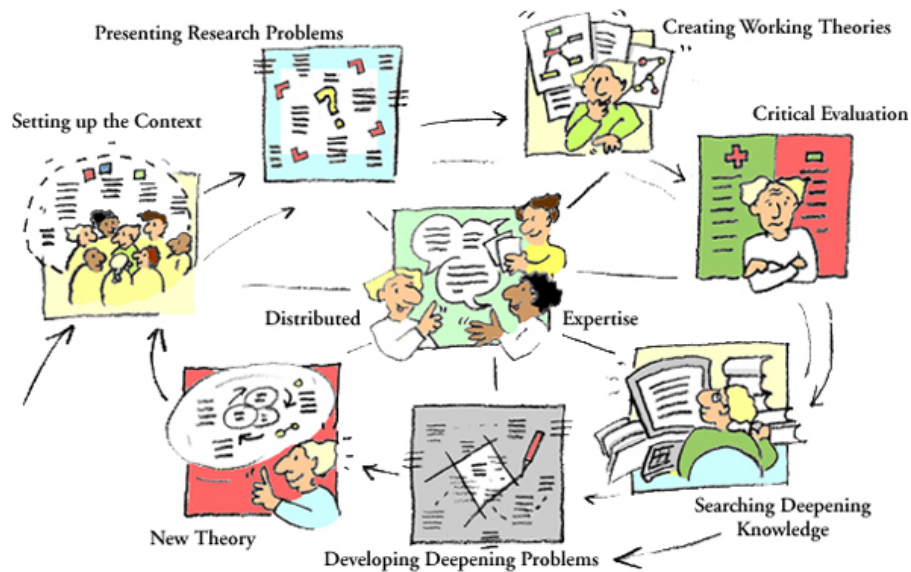 Presenting Research Problems
Creating Working Theories
Setting up the Context
Critical Evaluation
?
Distributed
Expertise
New Theory
Searching Deepening
Knowledge
Developing Deepening Problems